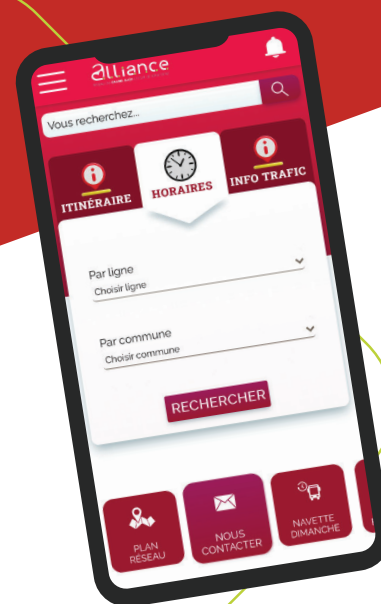 alliance
Vous recherchez...
ITINÉRAIRE
HORAIRES
INFO TRAFIC
Par ligne
Choisir ligne
Par commune
Choisir commune
RECHERCHER
PLAN
RÉSEAU
NOUS
CONTACTER
NAVETTE
DIMANCHE